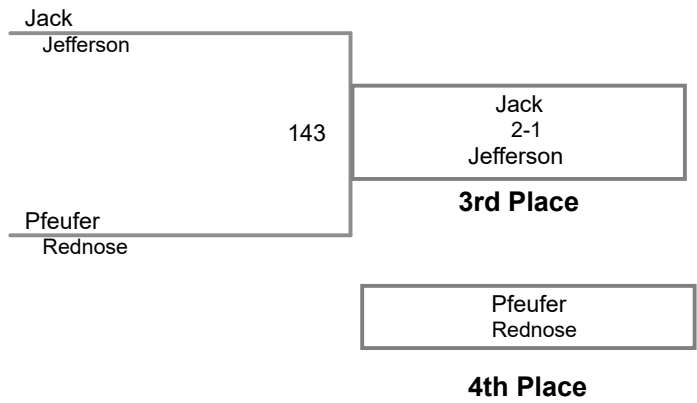 Jack
Jefferson
143
Jack
2-1
Jefferson
3rd Place
Pfeufer
Rednose
Pfeufer
Rednose
4th Place